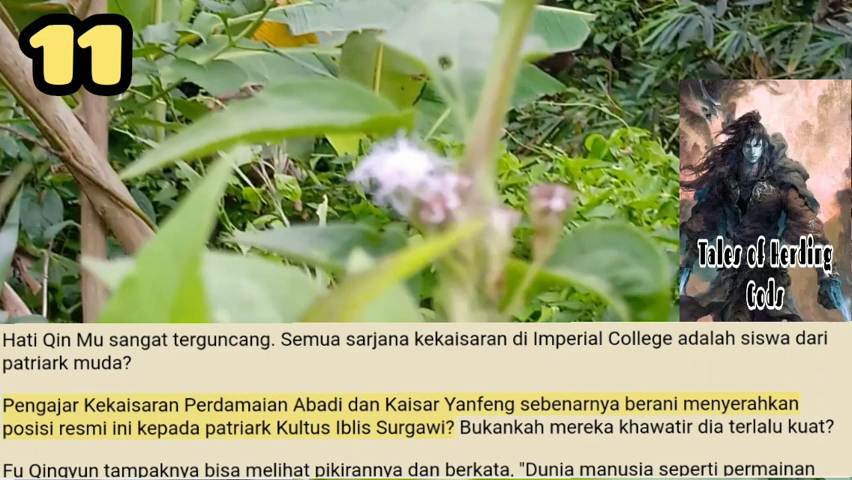 11
Tales of Herding
Gods
Hati Qin Mu sangat terguncang. Semua sarjana kekaisaran di Imperial College adalah siswa dari
patriark muda?
Pengajar Kekaisaran Perdamaian Abadi dan Kaisar Yanfeng sebenarnya berani menyerahkan
posisi resmi ini kepada patriark Kultus Iblis Surgawi? Bukankah mereka khawatir dia terlalu kuat?
Fu Qingyun tampaknya bisa melihat pikirannya dan berkata, "Dunia manusia seperti permainan